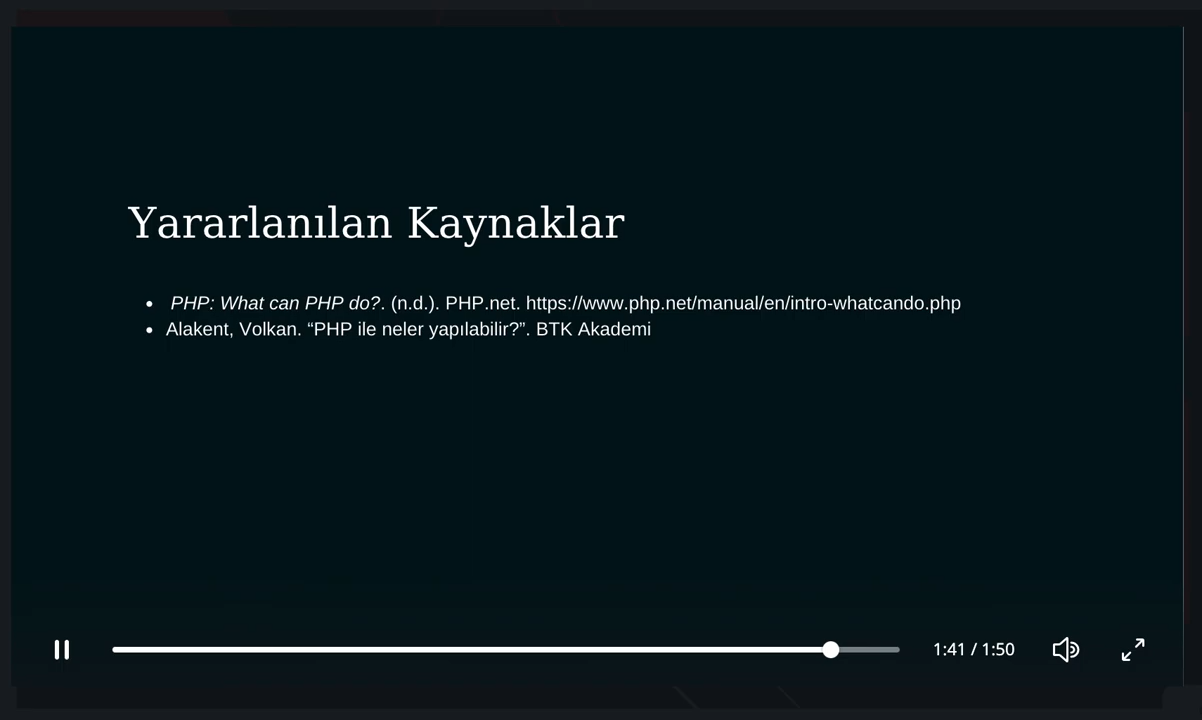 Yararlanılan Kaynaklar
• PHP: What can PHP do?. (n.d.). PHP.net. https://www.php.net/manual/en/intro-whatcando.php
• Alakent, Volkan. “PHP ile neler yapılabilir?”. BTK Akademi
1:41 / 1:50